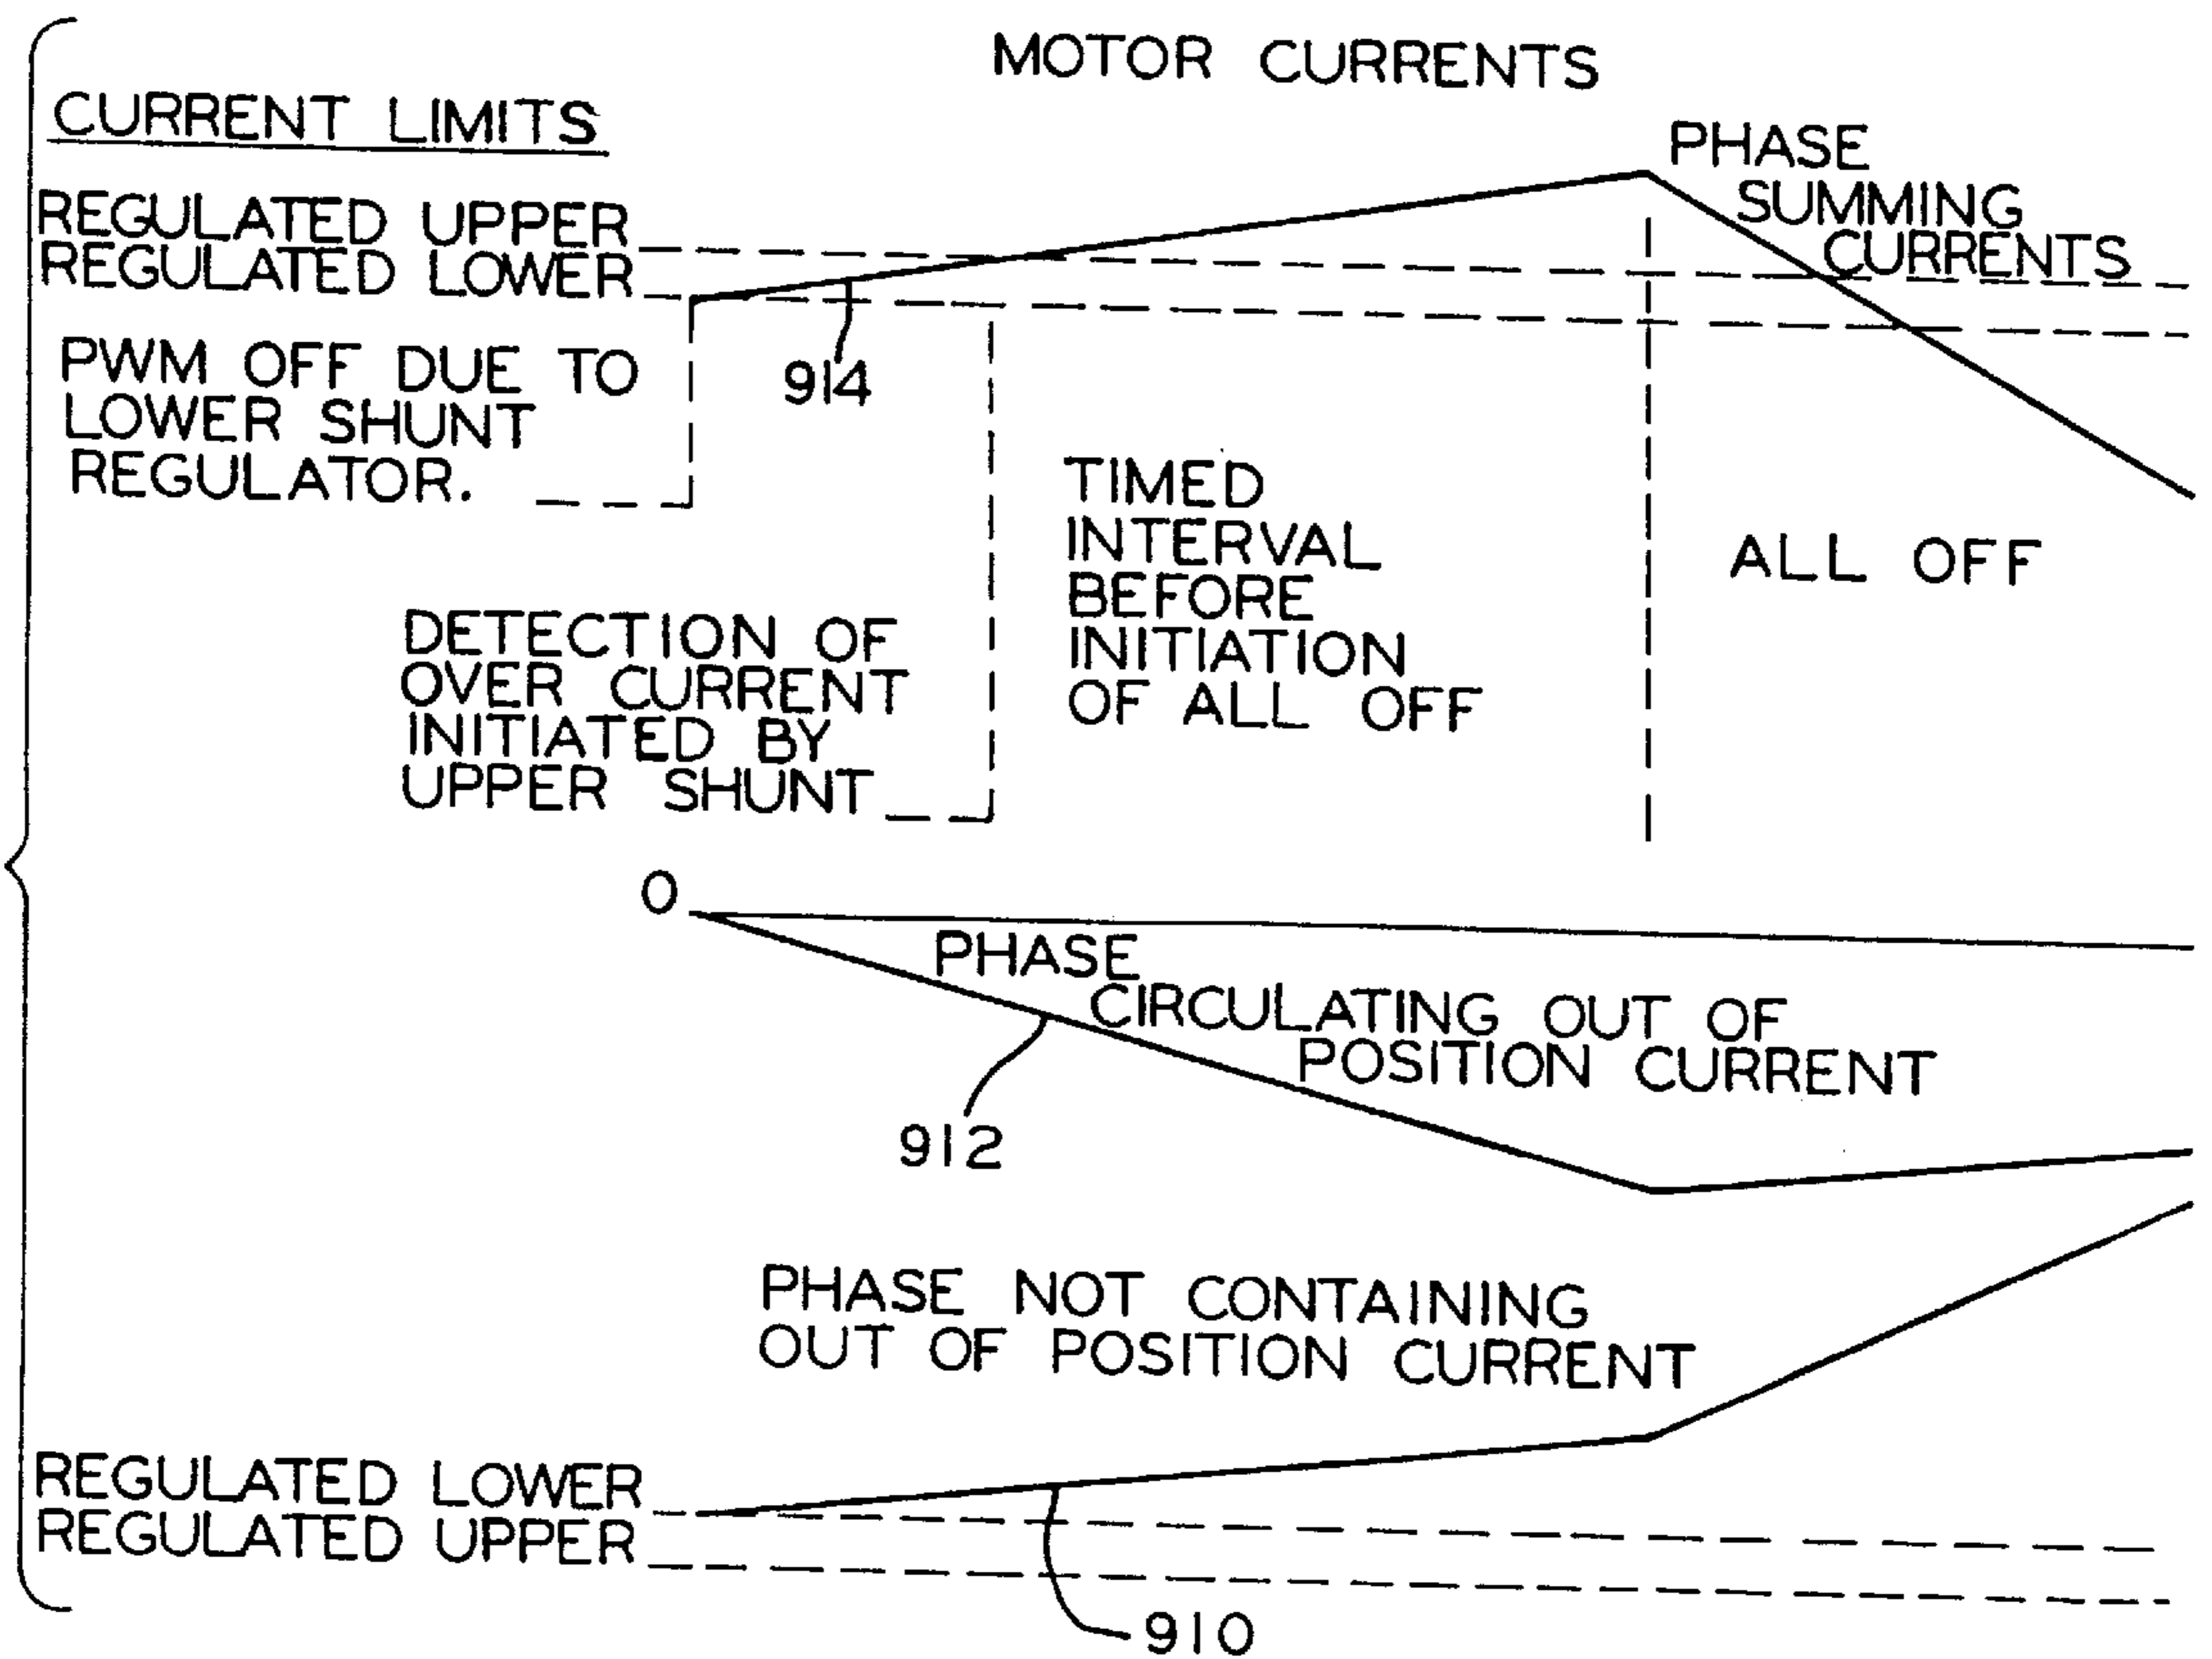 MOTOR CURRENTS
CURRENT LIMITS
PHASE
SUMMING
CURRENTS
REGULATED UPPER
REGULATED LOWER
914
PWM OFF DUE TO
LOWER SHUNT
REGULATOR.
TIMED
INTERVAL
BEFORE
INITIATION
OF ALL OFF
ALL OFF
DETECTION OF
OVER CURRENT
INITIATED BY
UPPER SHUNT
0
PHASE
CIRCULATING OUT OF
POSITION CURRENT
912
PHASE NOT CONTAINING
OUT OF POSITION CURRENT
REGULATED LOWER
REGULATED UPPER
910